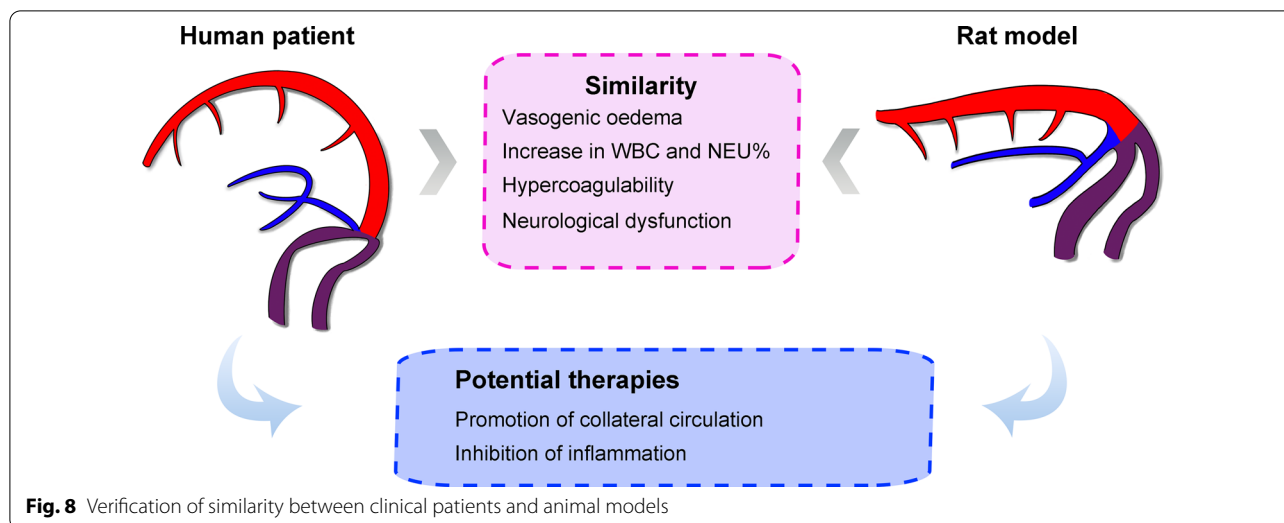 Human patient
Rat model
Similarity
Vasogenic oedema
Increase in WBC and NEU%
Hypercoagulability
Neurological dysfunction
Potential therapies
Promotion of collateral circulation
Inhibition of inflammation
Fig. 8 Verification of similarity between clinical patients and animal models